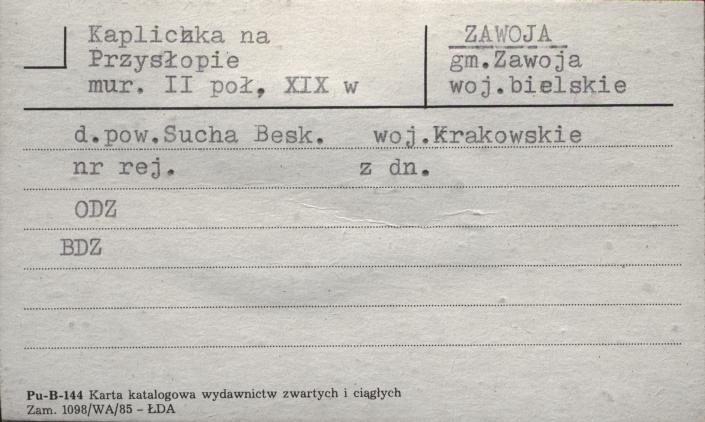 Kapliczka na
Przysłopie
mur. II poł, XIX w
ZAWOJA
gm.Zawoja
woj.bielskie
d.pow.Sucha Besk. woj.Krakowskie
nr rej. z dn.
ODZ
BDZ
Pu-B-144 Karta katalogowa wydawnictw zwartych i ciągłych
Zam. 1098/WA/85 – ŁDA